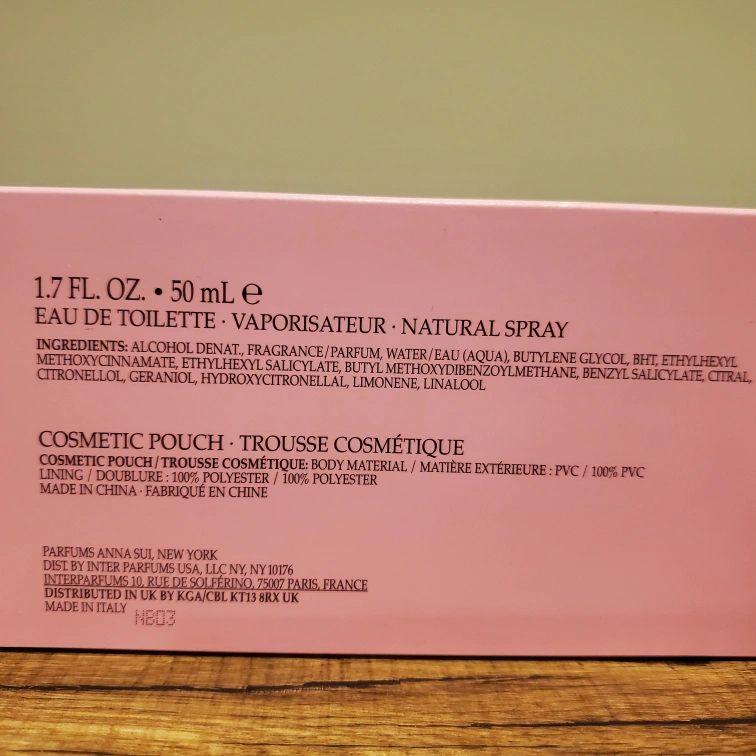 1.7 FL. OZ. • 50 mL ℮
EAU DE TOILETTE · VAPORISATEUR · NATURAL SPRAY
INGREDIENTS: ALCOHOL DENAT., FRAGRANCE/PARFUM, WATER/EAU (AQUA), BUTYLENE GLYCOL, BHT, ETHYLHEXYL
METHOXYCINNAMATE, ETHYLHEXYL SALICYLATE, BUTYL METHOXYDIBENZOYLMETHANE, BENZYL SALICYLATE, CITRAL,
CITRONELLOL, GERANIOL, HYDROXYCITRONELLAL, LIMONENE, LINALOOL
COSMETIC POUCH · TROUSSE COSMÉTIQUE
COSMETIC POUCH / TROUSSE COSMÉTIQUE: BODY MATERIAL / MATIÈRE EXTÉRIEURE : PVC / 100% PVC
LINING / DOUBLURE : 100% POLYESTER / 100% POLYESTER
MADE IN CHINA · FABRIQUÉ EN CHINE
PARFUMS ANNA SUI, NEW YORK
DIST. BY INTER PARFUMS USA, LLC NY, NY 10176
INTERPARFUMS 10, RUE DE SOLFÉRINO, 75007 PARIS, FRANCE
DISTRIBUTED IN UK BY KGA/CBL KT13 8RX UK
MADE IN ITALY NB03